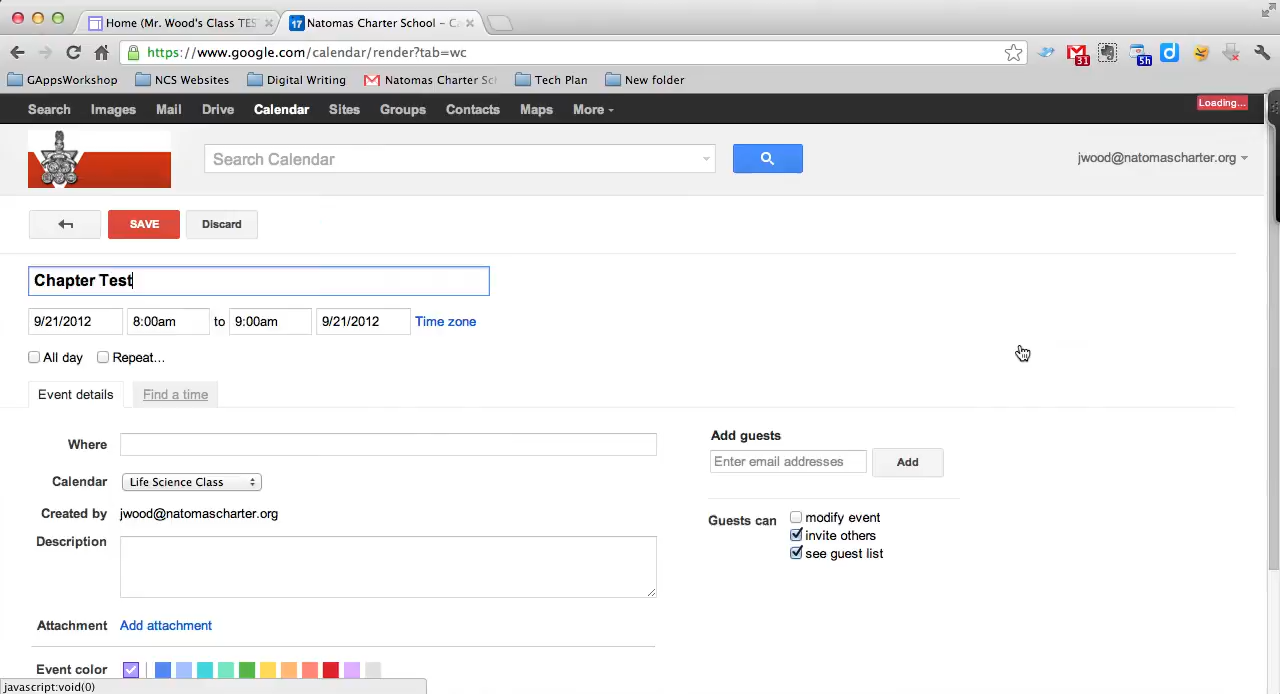 Home (Mr. Wood's Class TES
17 Natomas Charter School - C
https://www.google.com/calendar/render?tab=wc
31
5h
GAppsWorkshop NCS Websites Digital Writing Natomas Charter Sc Tech Plan New folder
Search Images Mail Drive Calendar Sites Groups Contacts Maps More
Loading...
Search Calendar
jwood@natomascharter.org
SAVE Discard
Chapter Test
9/21/2012 8:00am to 9:00am 9/21/2012 Time zone
All day Repeat...
Event details Find a time
Where
Calendar Life Science Class
Created by jwood@natomascharter.org
Description
Attachment Add attachment
Event color
Add guests
Enter email addresses Add
Guests can modify event
invite others
see guest list
javascript:void(0)